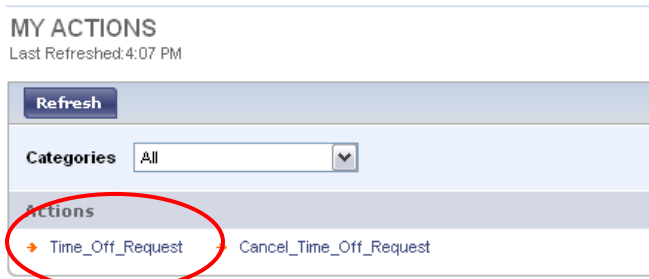 MY ACTIONS
Last Refreshed:4:07 PM
Refresh
Categories All
Actions
Time_Off_Request Cancel_Time_Off_Request